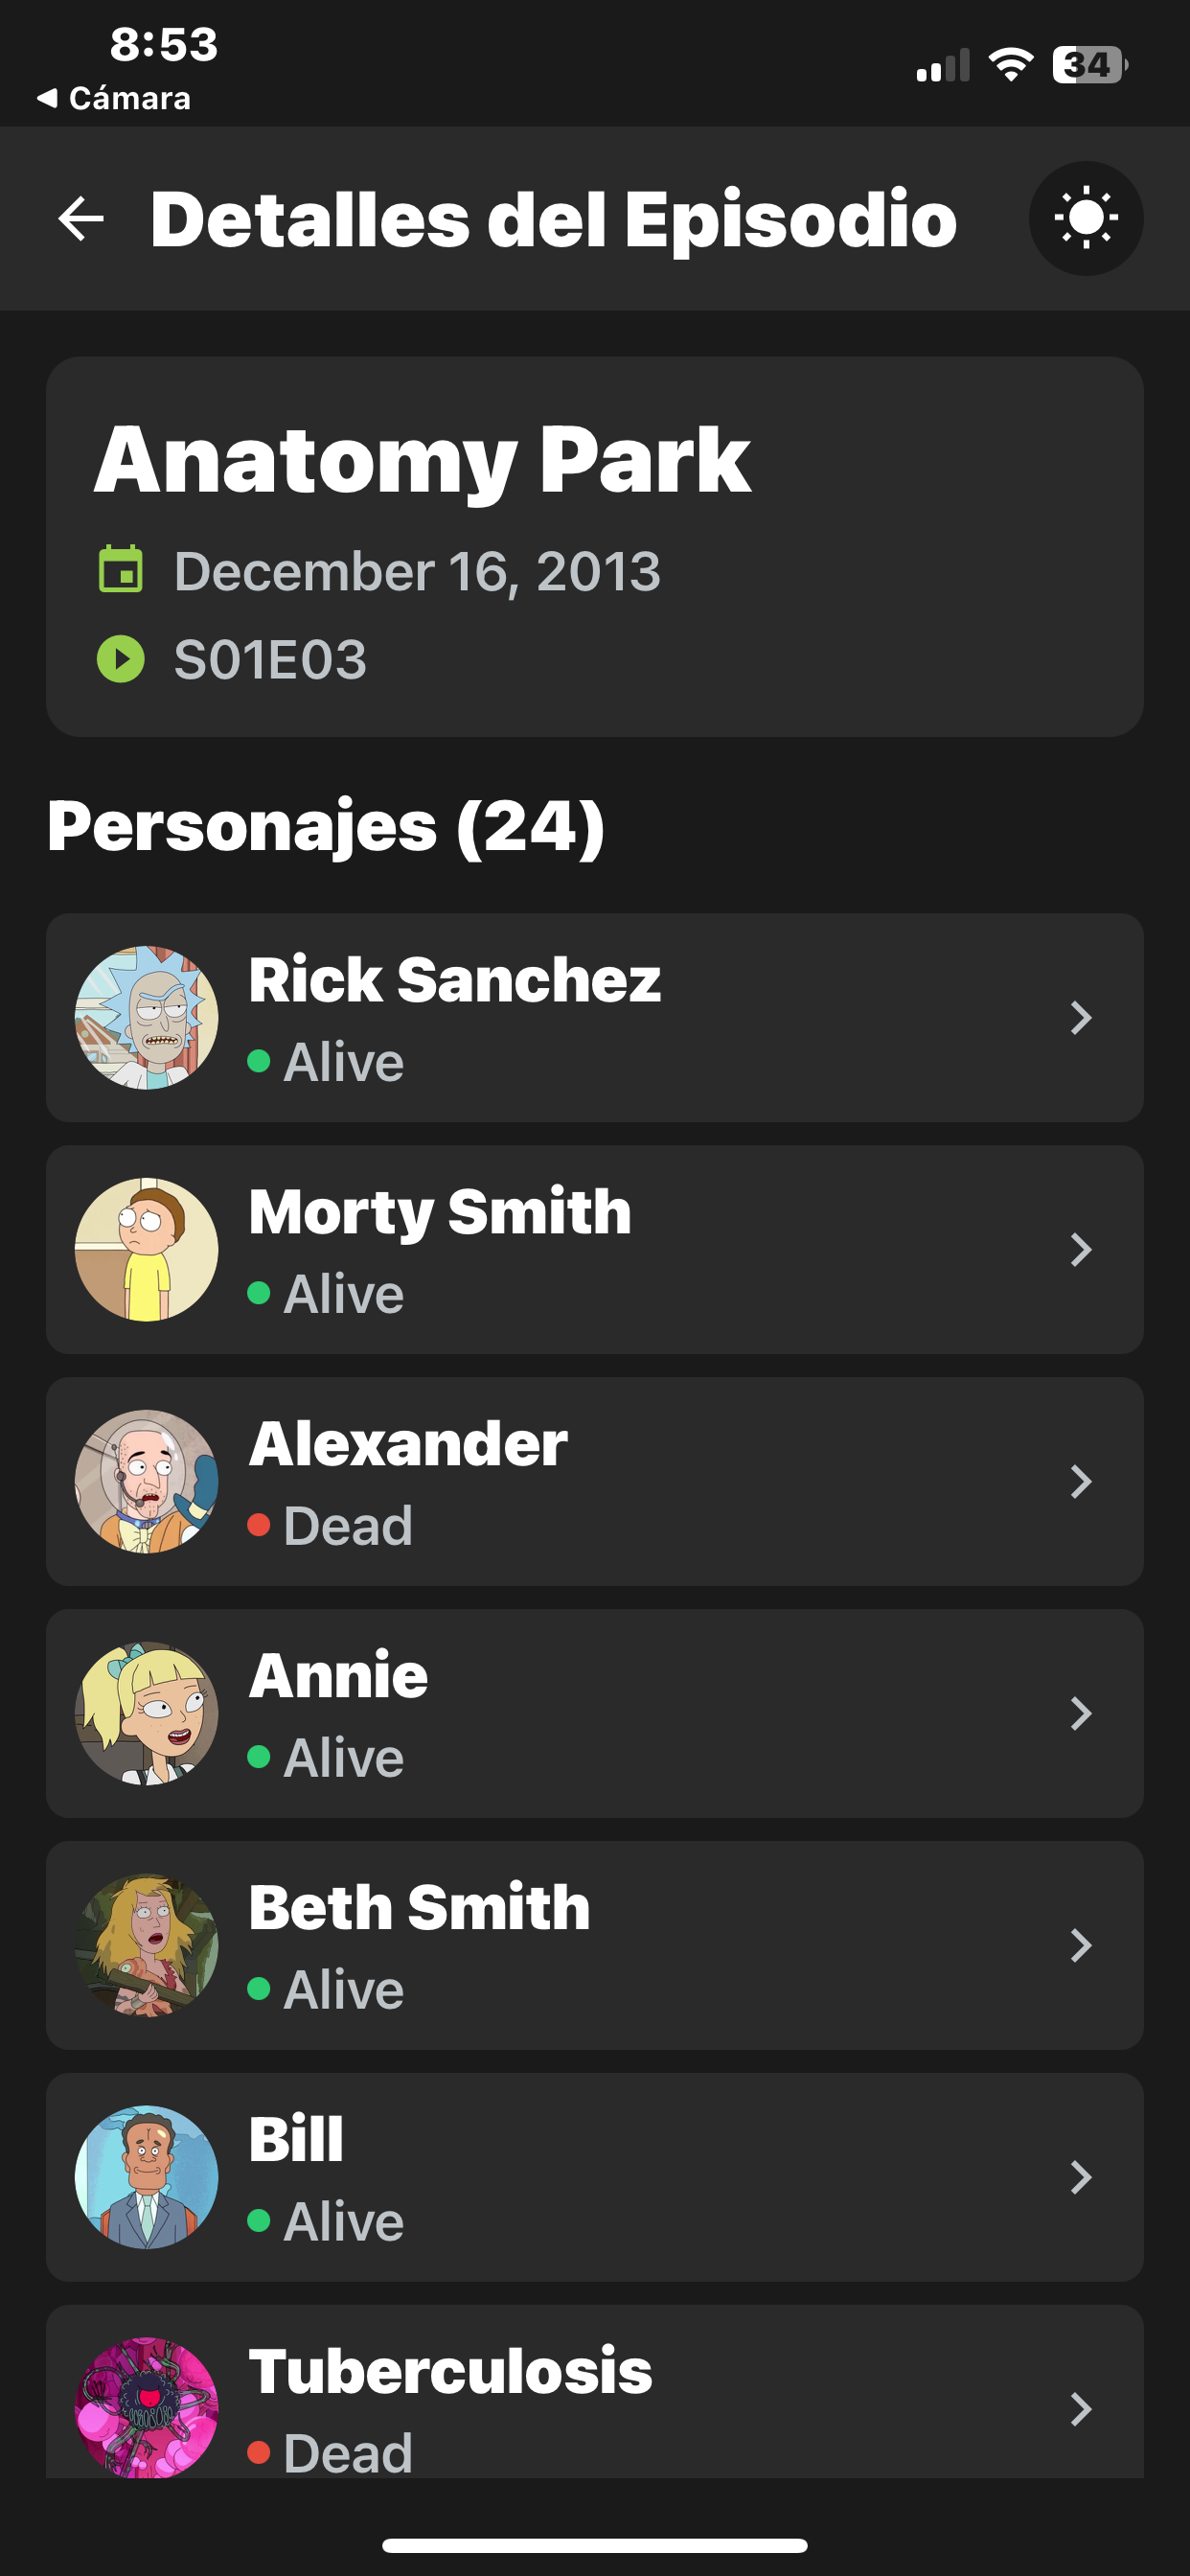 8:53
Cámara
34
Detalles del Episodio
Anatomy Park
December 16, 2013
S01E03
Personajes (24)
Rick Sanchez
Alive
Morty Smith
Alive
Alexander
Dead
Annie
Alive
Beth Smith
Alive
Bill
Alive
Tuberculosis
Dead